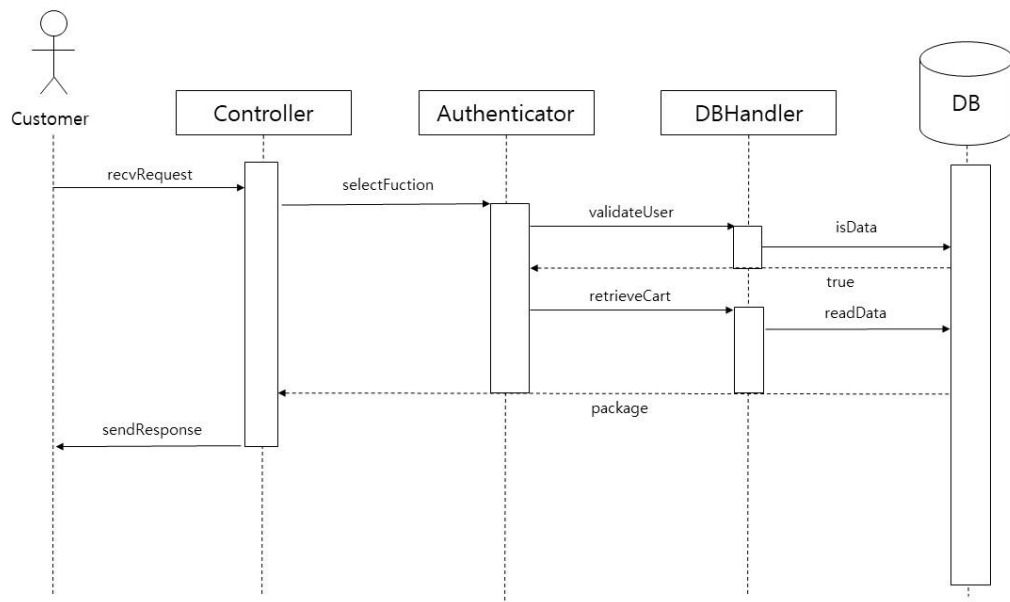 Customer
Controller
Authenticator
DBHandler
DB
recvRequest
selectFuction
validateUser
isData
true
retrieveCart
readData
package
sendResponse